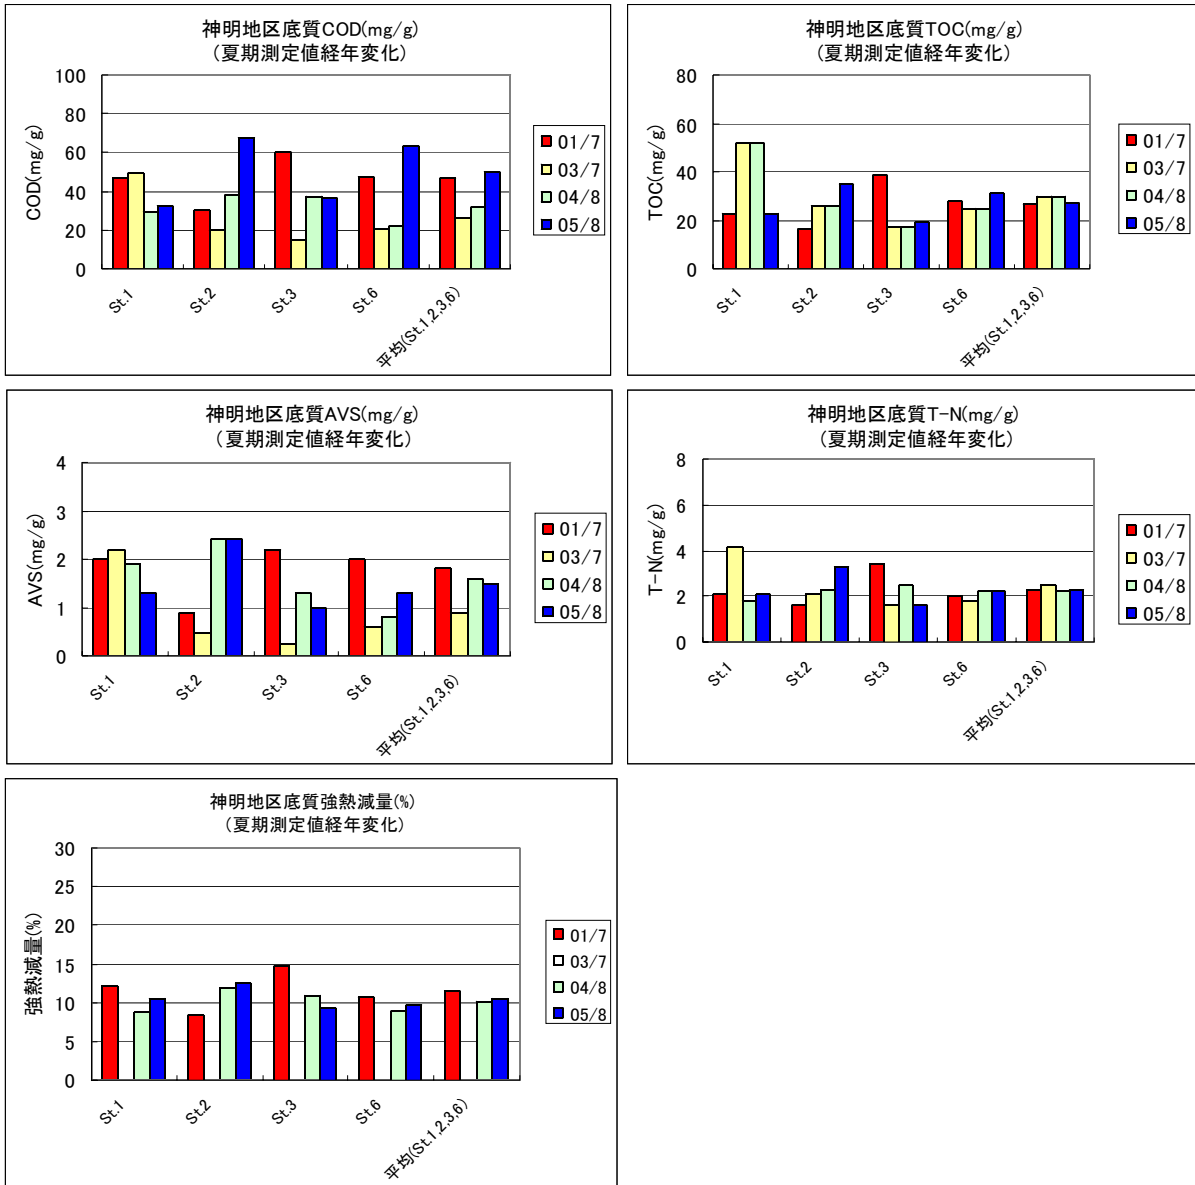 神明地区底質COD(mg/g)
(夏期測定値経年変化)
COD(mg/g)
100
80
60
40
20
0
St.1
St.2
St.3
St.6
平均(St.1,2,3,6)
01/7
03/7
04/8
05/8
神明地区底質TOC(mg/g)
(夏期測定値経年変化)
TOC(mg/g)
80
60
40
20
0
St.1
St.2
St.3
St.6
平均(St.1,2,3,6)
01/7
03/7
04/8
05/8
神明地区底質AVS(mg/g)
(夏期測定値経年変化)
AVS(mg/g)
4
3
2
1
0
St.1
St.2
St.3
St.6
平均(St.1,2,3,6)
01/7
03/7
04/8
05/8
神明地区底質T-N(mg/g)
(夏期測定値経年変化)
T-N(mg/g)
8
6
4
2
0
St.1
St.2
St.3
St.6
平均(St.1,2,3,6)
01/7
03/7
04/8
05/8
神明地区底質強熱減量(%)
(夏期測定値経年変化)
強熱減量(%)
30
25
20
15
10
5
0
St.1
St.2
St.3
St.6
平均(St.1,2,3,6)
01/7
03/7
04/8
05/8